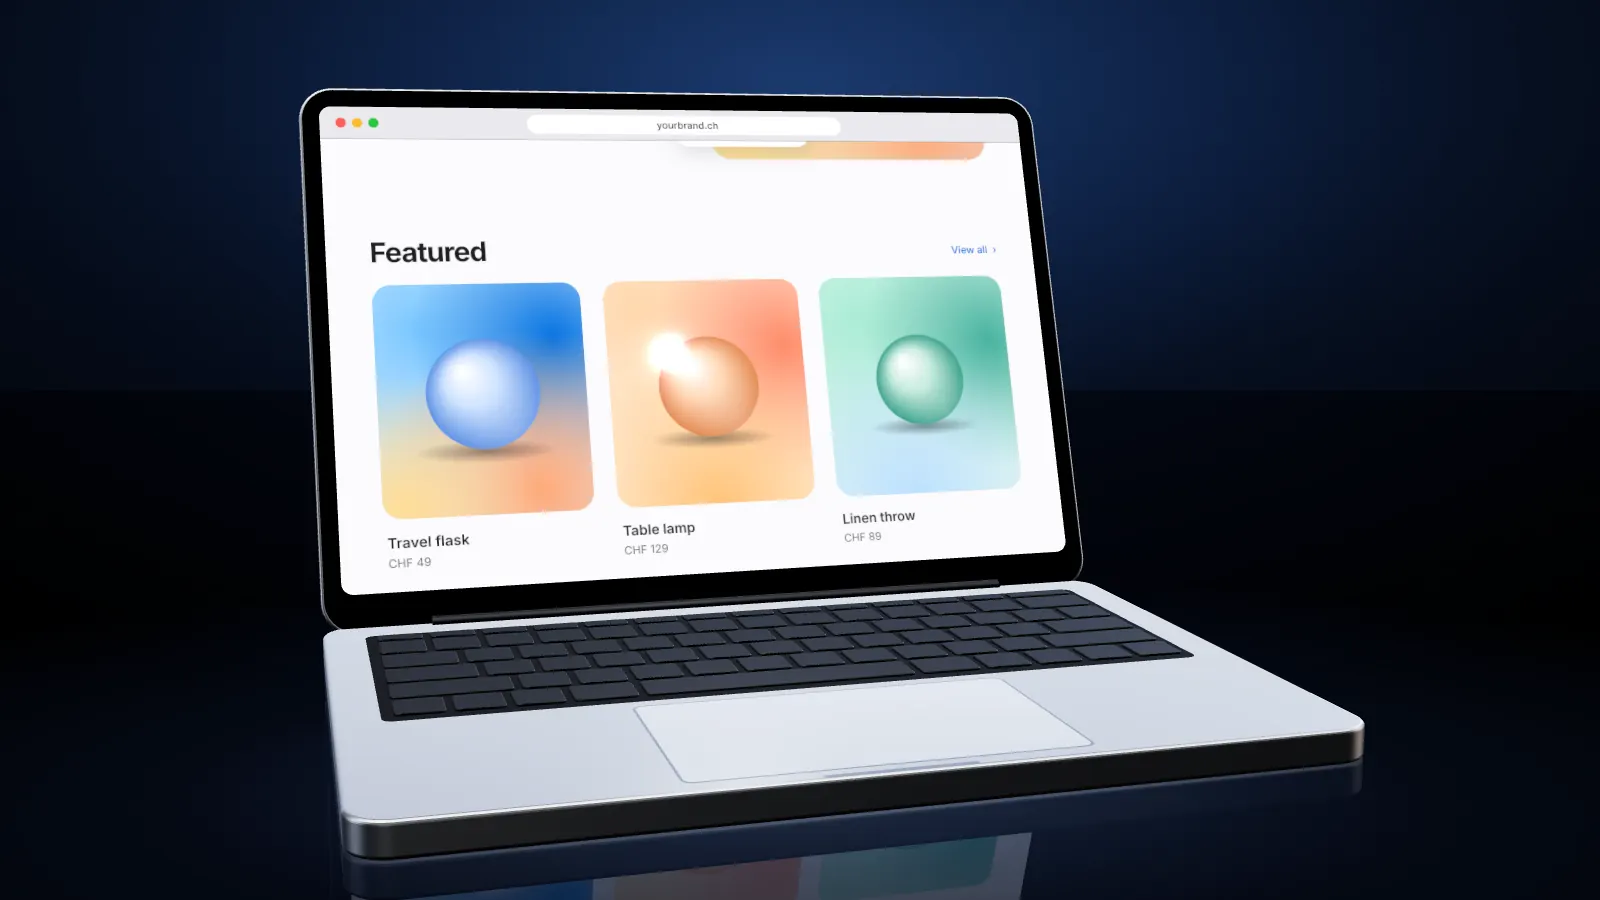 yourbrand.ch
Featured
View all ›
Travel flask
CHF 49
Table lamp
CHF 129
Linen throw
CHF 89